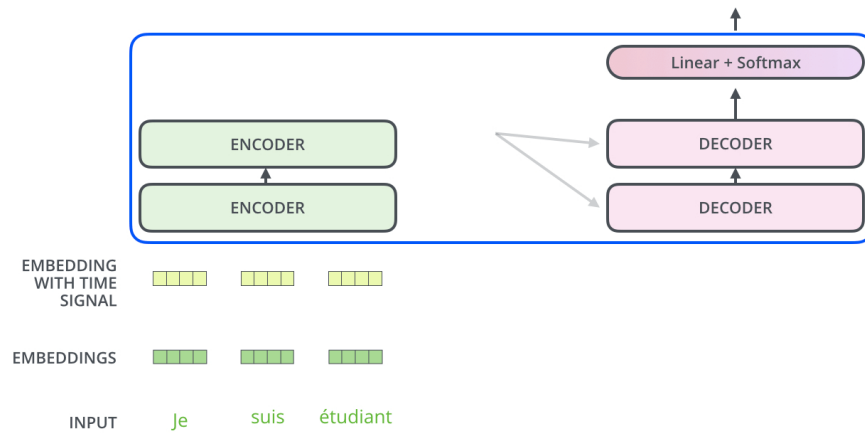 Linear + Softmax
ENCODER
DECODER
ENCODER
DECODER
EMBEDDING
WITH TIME
SIGNAL
EMBEDDINGS
INPUT Je suis étudiant